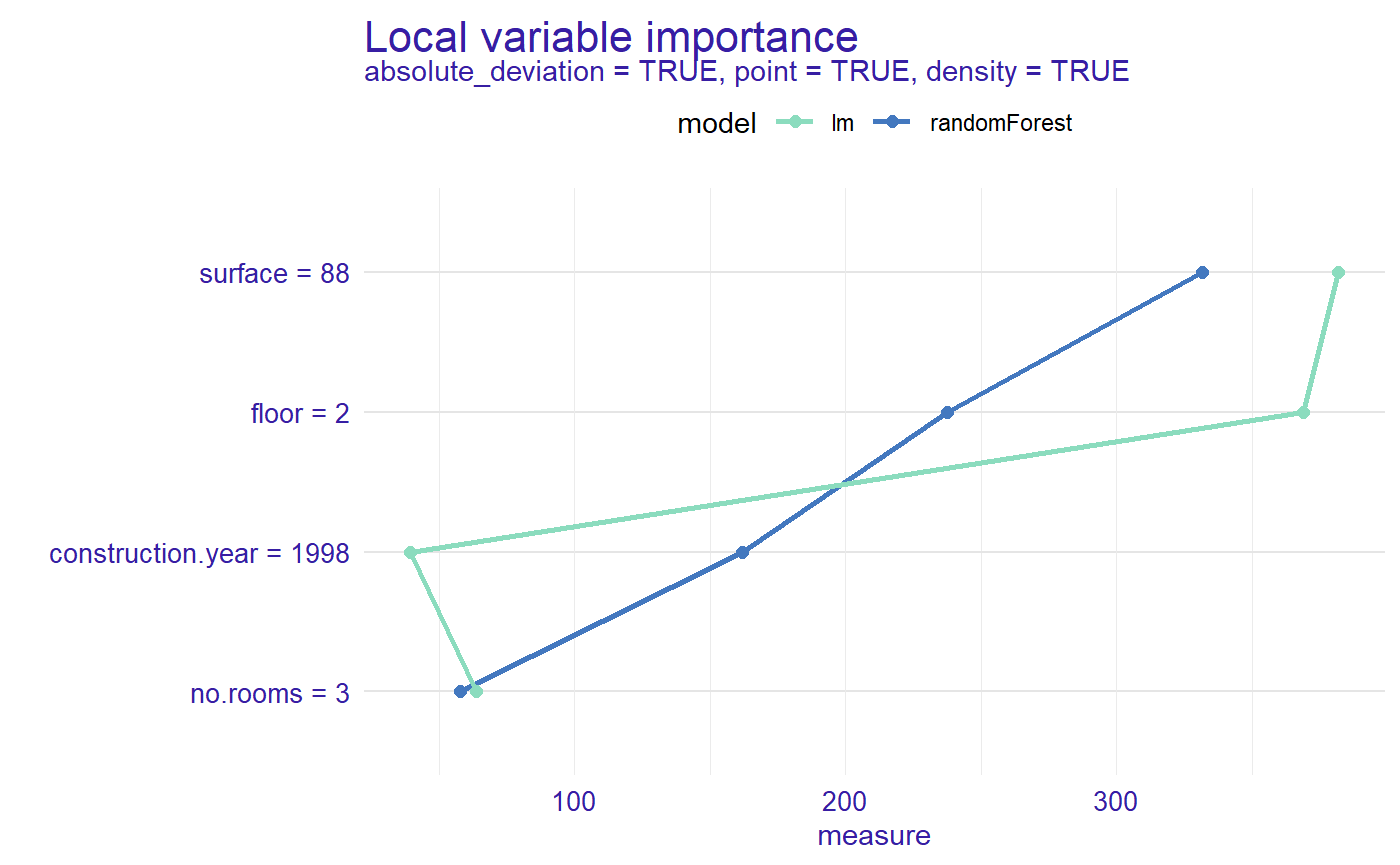 Local variable importance
absolute_deviation = TRUE, point = TRUE, density = TRUE
model lm randomForest
surface = 88
floor = 2
construction.year = 1998
no.rooms = 3
100 200 300
measure